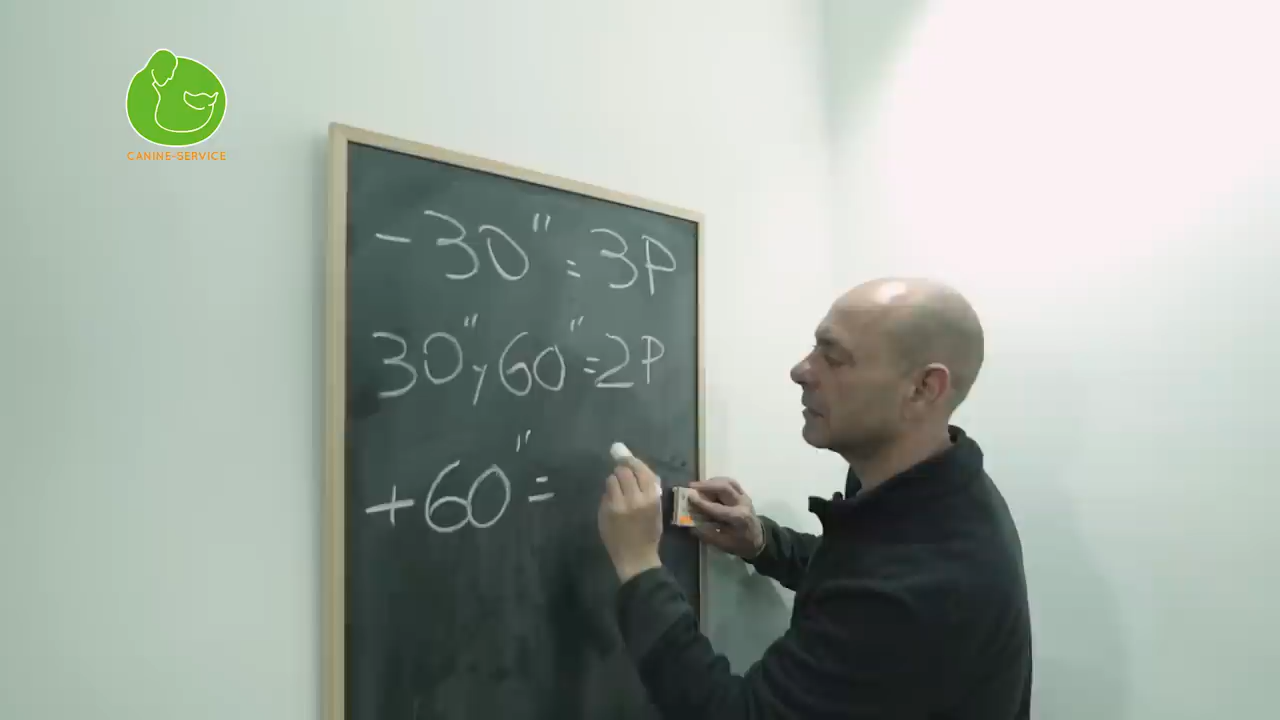 CANINE-SERVICE
-30" = 3P
30" y 60" = 2P
+60" =